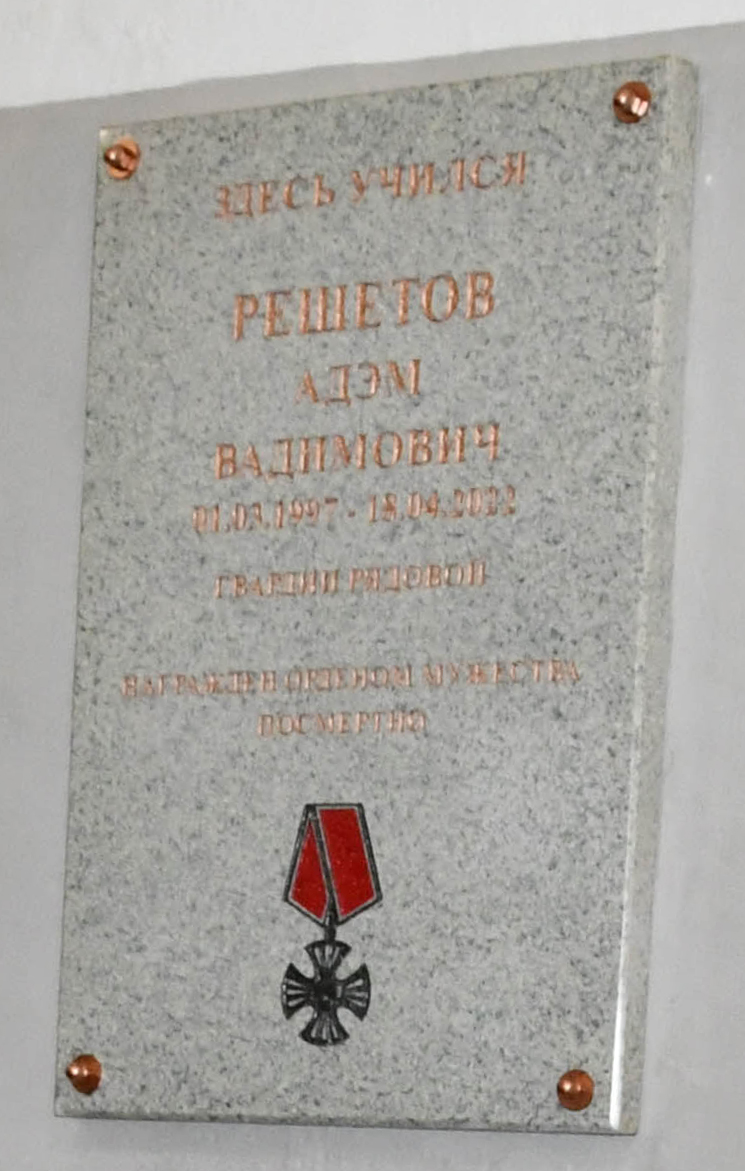 ЗДЕСЬ УЧИЛСЯ
РЕШЕТОВ
АДЭМ
ВАДИМОВИЧ
01.03.1997 - 18.04.2022
ГВАРДИИ РЯДОВОЙ
НАГРАЖДЕН ОРДЕНОМ МУЖЕСТВА
ПОСМЕРТНО